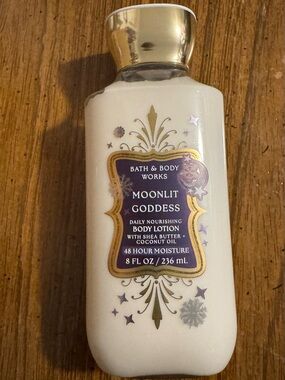 BATH & BODY
WORKS
MOONLIT
GODDESS
DAILY NOURISHING
BODY LOTION
WITH SHEA BUTTER +
COCONUT OIL
48 HOUR MOISTURE
8 FL OZ / 236 mL